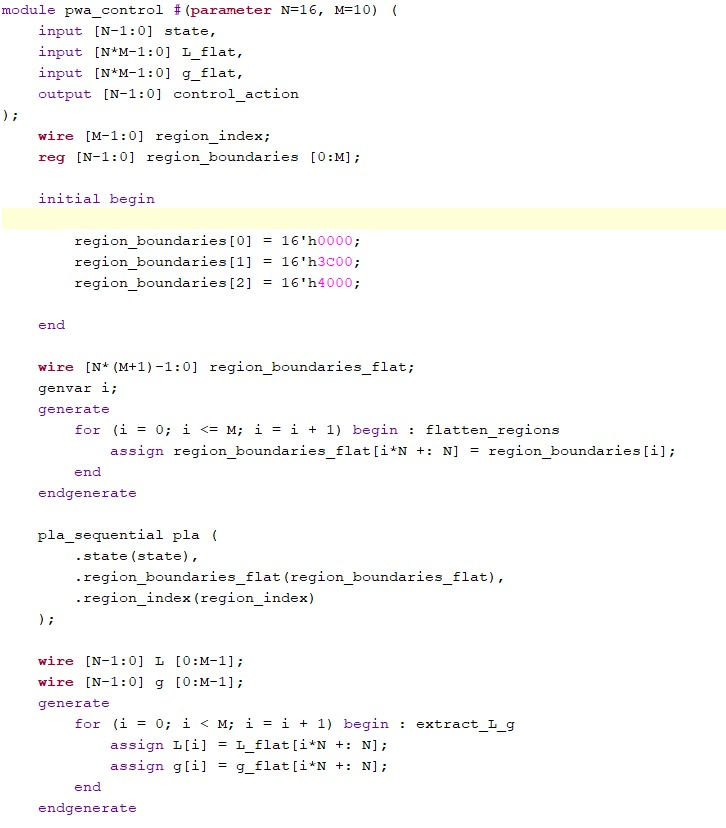 module pwa_control #(parameter N=16, M=10) (
    input [N-1:0] state,
    input [N*M-1:0] L_flat,
    input [N*M-1:0] g_flat,
    output [N-1:0] control_action
);
    wire [M-1:0] region_index;
    reg [N-1:0] region_boundaries [0:M];
    initial begin
        region_boundaries[0] = 16'h0000;
        region_boundaries[1] = 16'h3C00;
        region_boundaries[2] = 16'h4000;
    end
    wire [N*(M+1)-1:0] region_boundaries_flat;
    genvar i;
    generate
        for (i = 0; i <= M; i = i + 1) begin : flatten_regions
            assign region_boundaries_flat[i*N +: N] = region_boundaries[i];
        end
    endgenerate
    pla_sequential pla (
        .state(state),
        .region_boundaries_flat(region_boundaries_flat),
        .region_index(region_index)
    );
    wire [N-1:0] L [0:M-1];
    wire [N-1:0] g [0:M-1];
    generate
        for (i = 0; i < M; i = i + 1) begin : extract_L_g
            assign L[i] = L_flat[i*N +: N];
            assign g[i] = g_flat[i*N +: N];
        end
    endgenerate